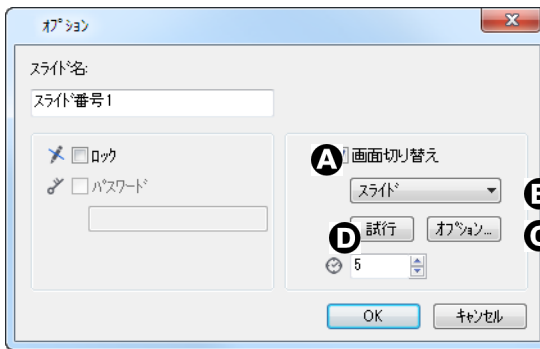 オプション
スライド名:
スライド番号1
ロック
パスワード
A 画面切り替え
スライド B
D 試行 オプション... C
5
OK キャンセル